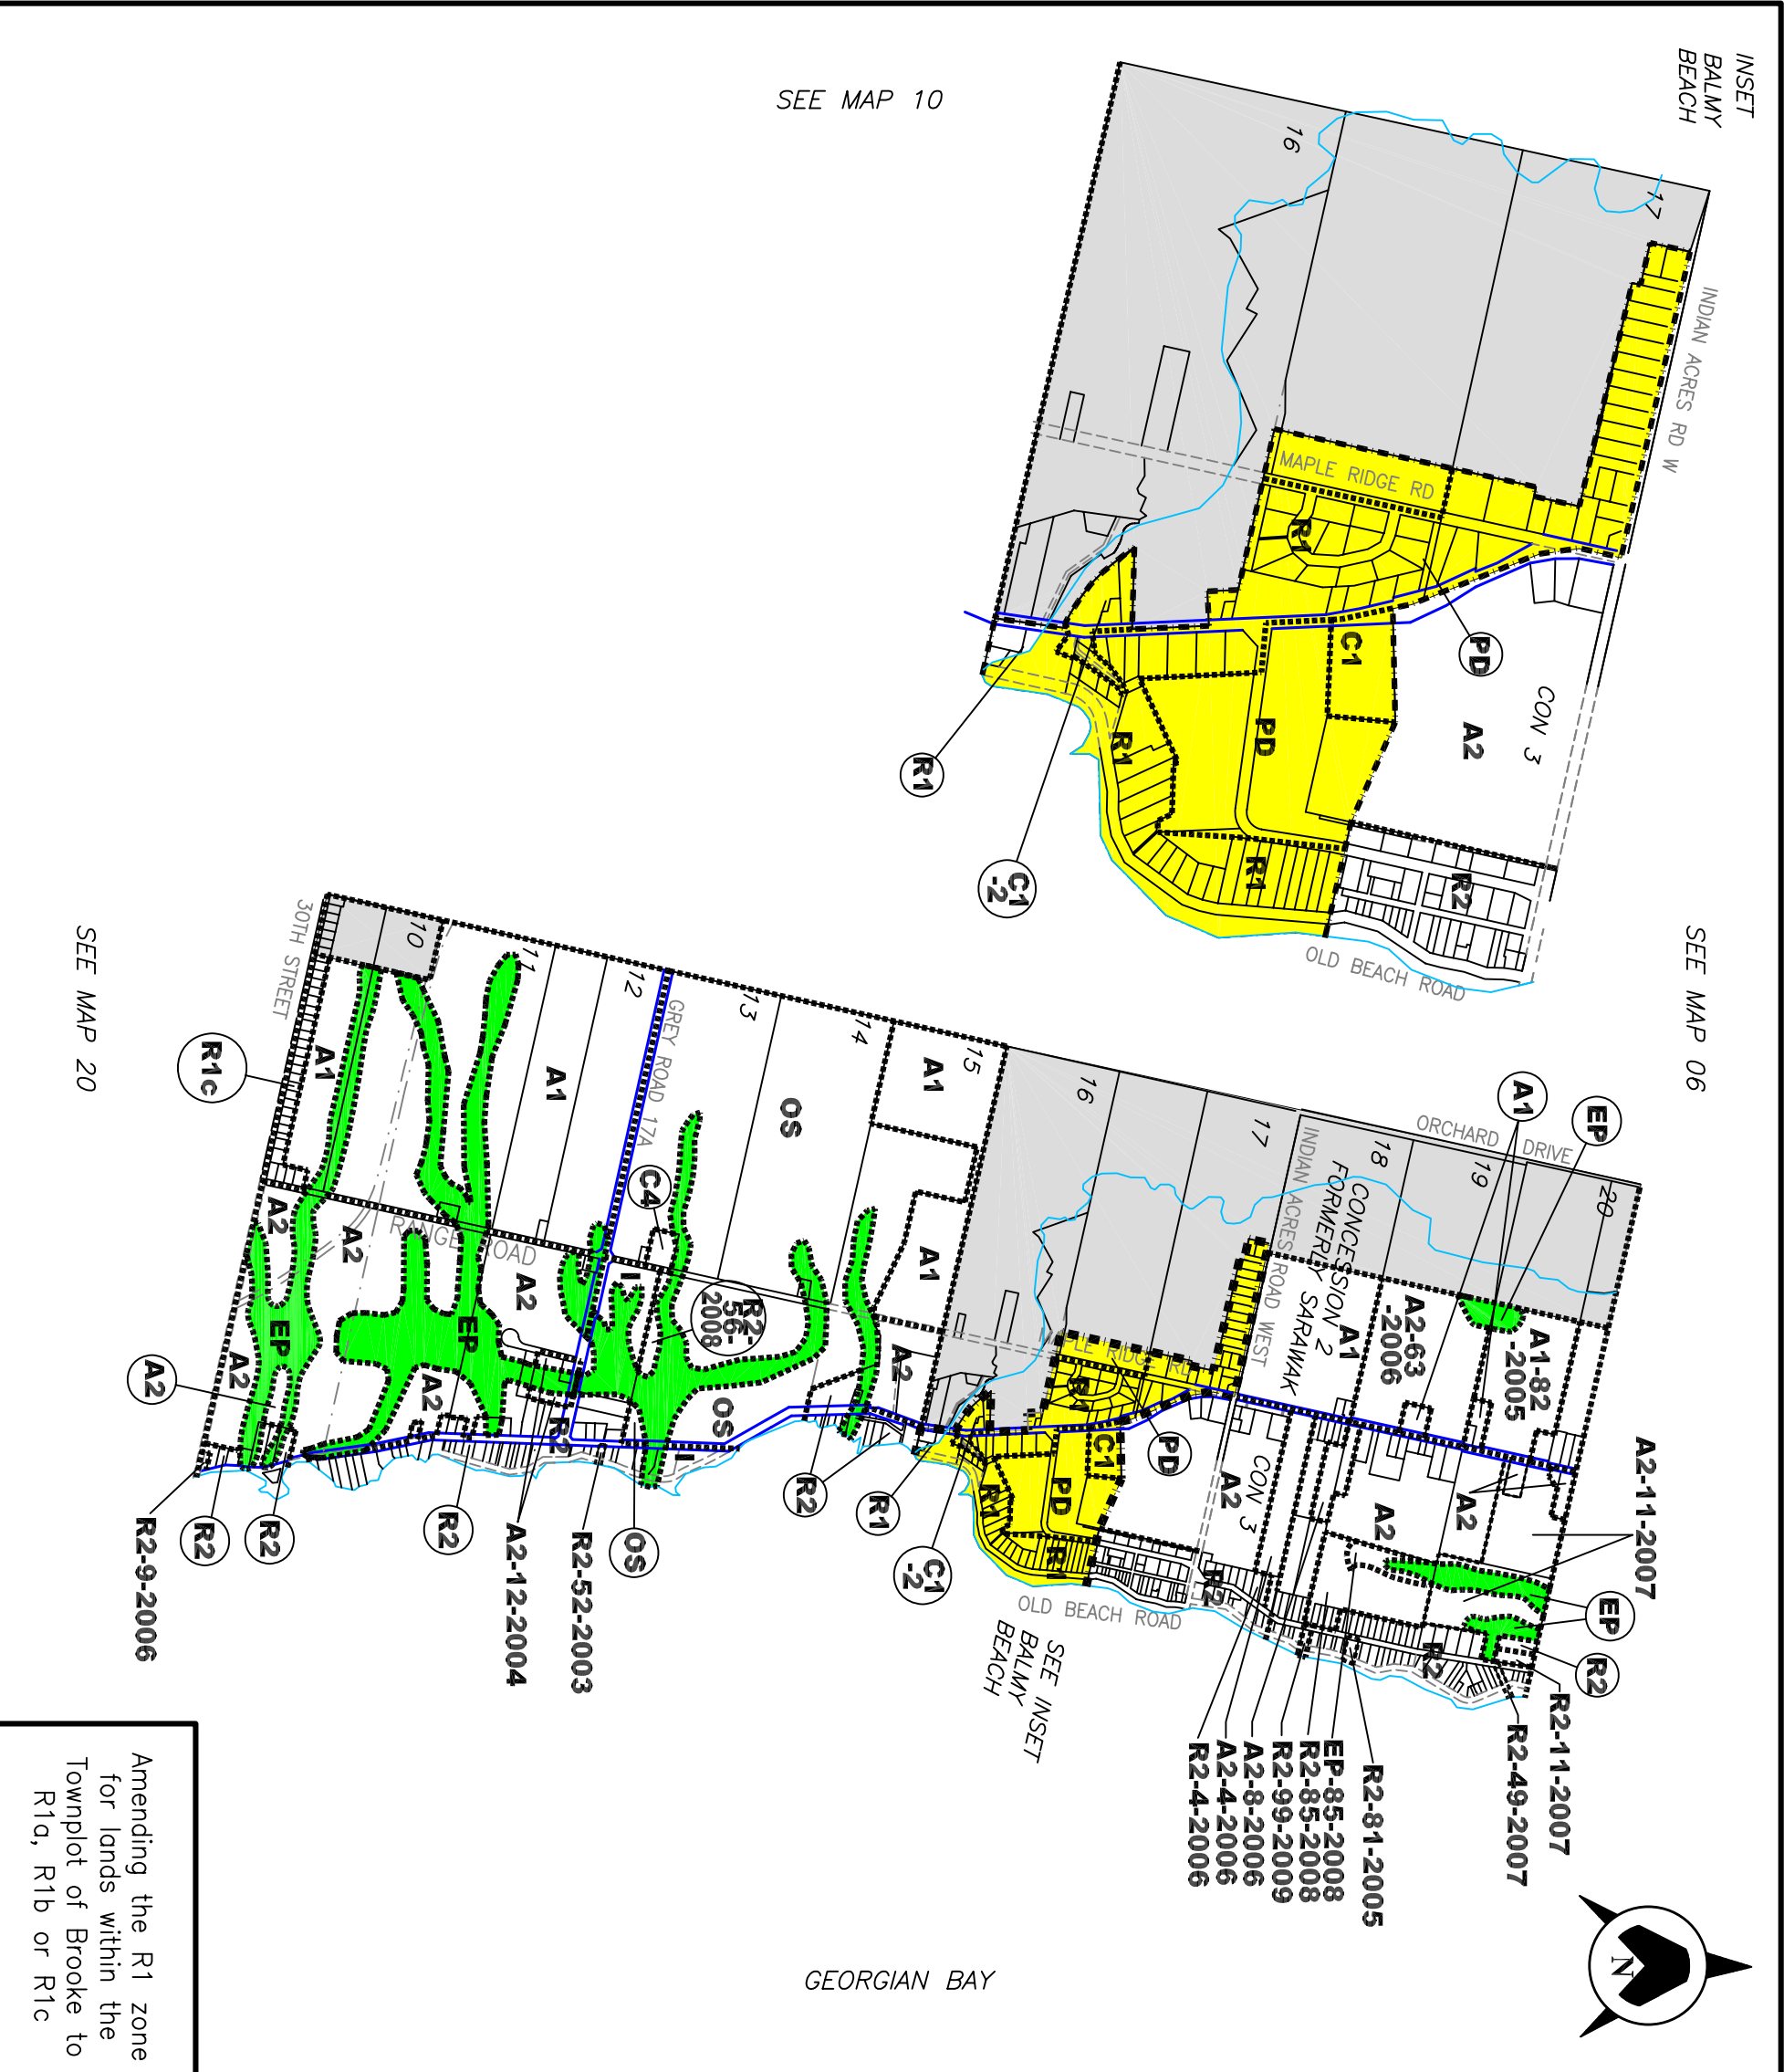 INSET
BALMY
BEACH
SEE MAP 10
16
17
INDIAN ACRES RD W
MAPLE RIDGE RD
R1
PD
C1
CON 3
A2
PD
R1
R1
R2
R1
C1
-2
OLD BEACH ROAD
SEE MAP 06
SEE MAP 20
30TH STREET
10
11
12
13
14
15
16
17
18
19
20
GREY ROAD 17A
ORCHARD DRIVE
INDIAN ACRES ROAD WEST
CONCESSION 2
FORMERLY SARAWAK
RANGE ROAD
A1
EP
R1c
A1
A1
OS
A1
A1
C4
R2-
56-
2008
I
A2
A2
A2
A2
A2
A2
EP
EP
A2
R2
OS
I
A2
A1
A2-63
-2006
A1-82
-2005
A2-11-2007
PLE RIDGE RD
R1
PD
C1
PD
R1
R1
R1
C1
-2
A2
CON 3
A2
A2
R2
R2
EP
R2
R2-11-2007
R2-49-2007
R2-81-2005
EP-85-2008
R2-85-2008
R2-99-2009
A2-8-2006
A2-4-2006
R2-4-2006
OLD BEACH ROAD
SEE INSET
BALMY
BEACH
R2
OS
R2-52-2003
A2-12-2004
R2
R2
R2
R2-9-2006
GEORGIAN BAY
N
Amending the R1 zone
for lands within the
Townplot of Brooke to
R1a, R1b or R1c